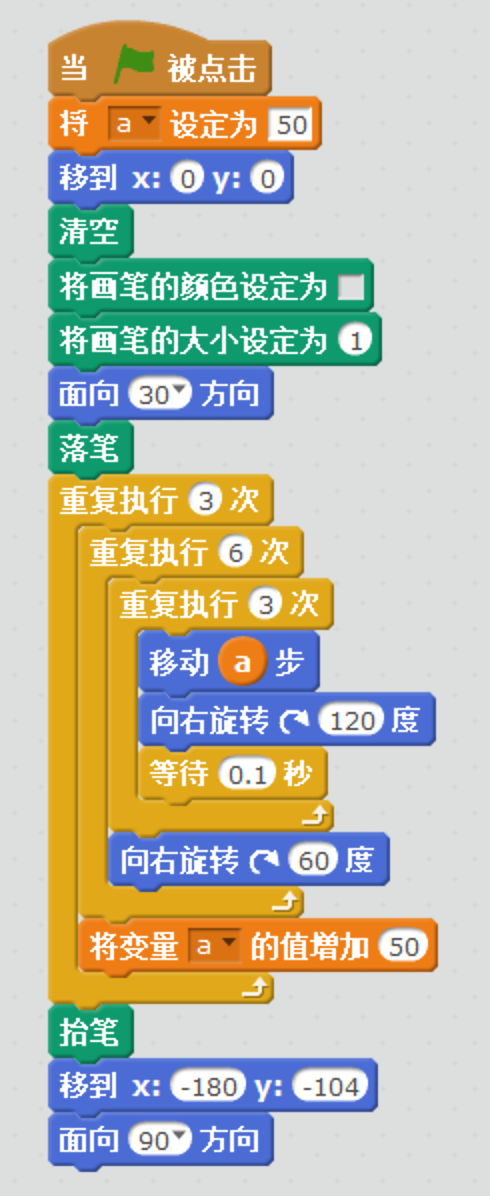 当 被点击
将 a 设定为 50
移到 x: 0 y: 0
清空
将画笔的颜色设定为
将画笔的大小设定为 1
面向 30 方向
落笔
重复执行 3 次
重复执行 6 次
重复执行 3 次
移动 a 步
向右旋转 120 度
等待 0.1 秒
向右旋转 60 度
将变量 a 的值增加 50
抬笔
移到 x: -180 y: -104
面向 90 方向